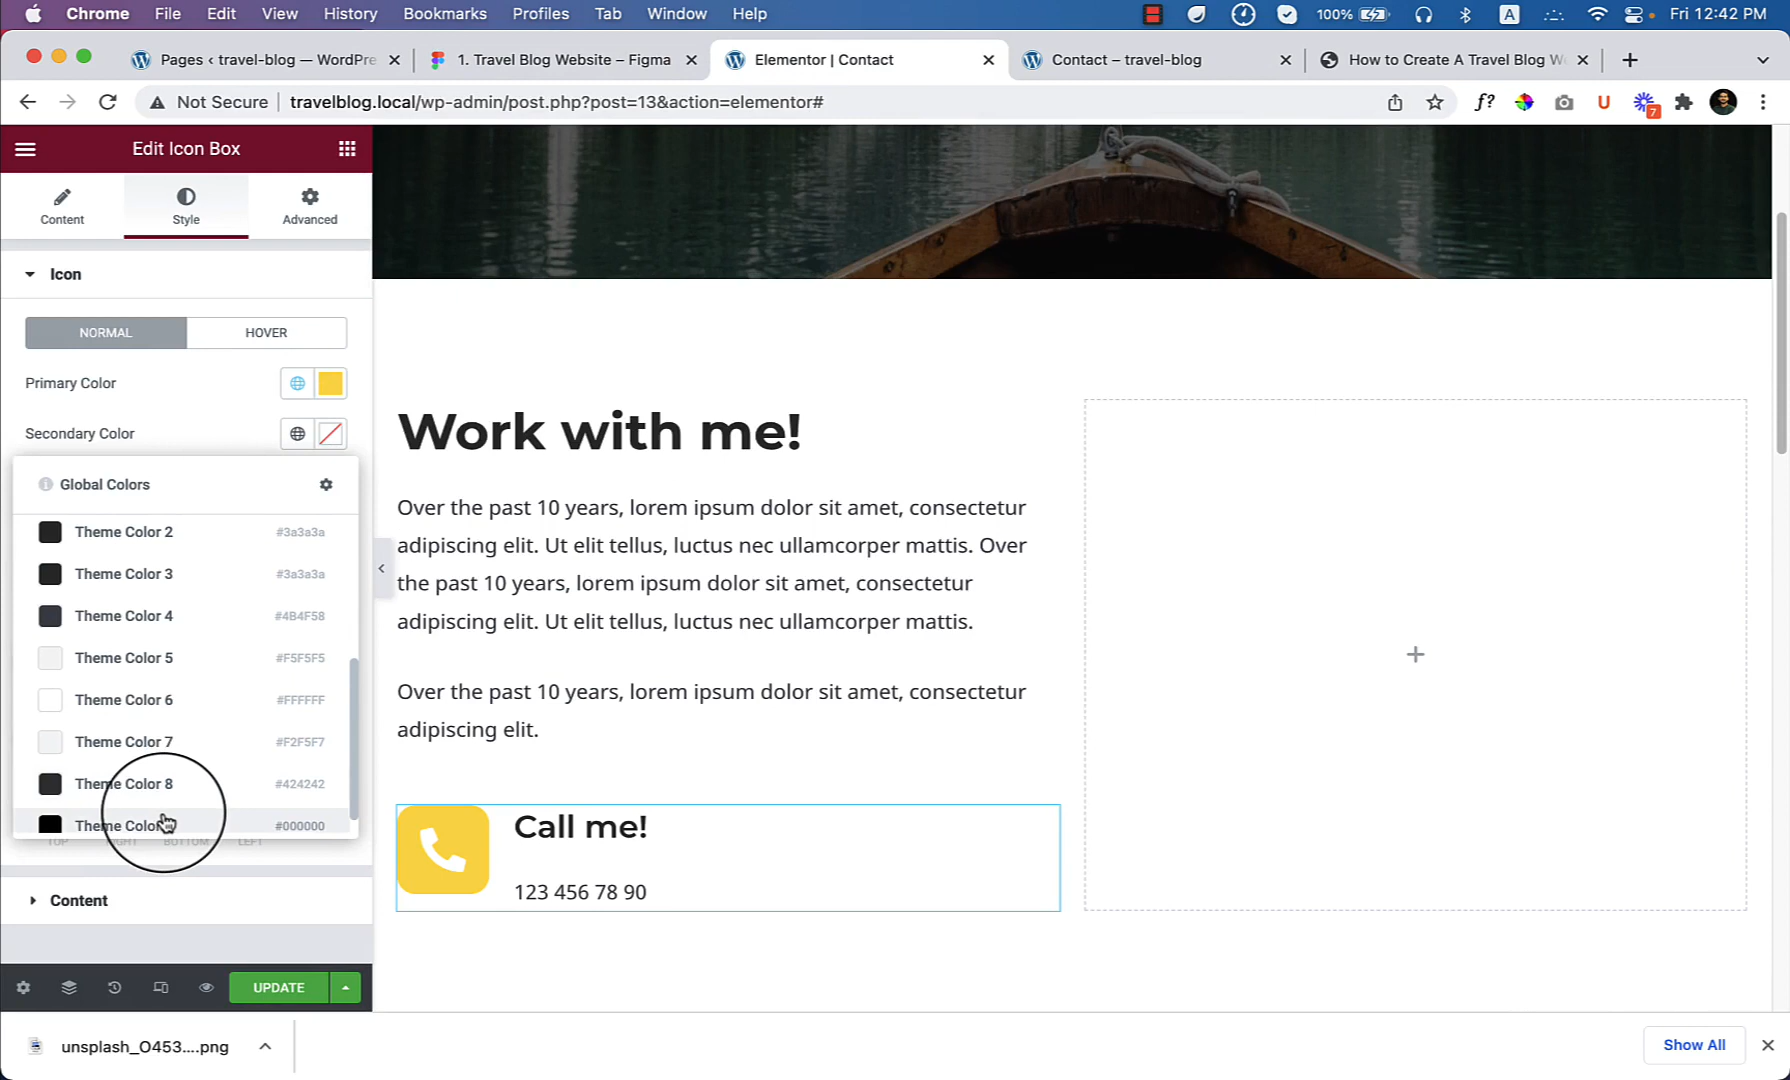 Chrome File Edit View History Bookmarks Profiles Tab Window Help 100% A Fri 12:42 PM
Pages ‹ travel-blog — WordPre
1. Travel Blog Website – Figma
Elementor | Contact
Contact – travel-blog
How to Create A Travel Blog W
Not Secure travelblog.local/wp-admin/post.php?post=13&action=elementor#
f? U 7
Edit Icon Box
Content Style Advanced
Icon
NORMAL HOVER
Primary Color
Secondary Color
Global Colors
Theme Color 2 #3a3a3a
Theme Color 3 #3a3a3a
Theme Color 4 #4B4F58
Theme Color 5 #F5F5F5
Theme Color 6 #FFFFFF
Theme Color 7 #F2F5F7
Theme Color 8 #424242
Theme Color #000000
TOP RIGHT BOTTOM LEFT
Content
UPDATE
Work with me!
Over the past 10 years, lorem ipsum dolor sit amet, consectetur
adipiscing elit. Ut elit tellus, luctus nec ullamcorper mattis. Over
the past 10 years, lorem ipsum dolor sit amet, consectetur
adipiscing elit. Ut elit tellus, luctus nec ullamcorper mattis.
Over the past 10 years, lorem ipsum dolor sit amet, consectetur
adipiscing elit.
Call me!
123 456 78 90
unsplash_O453....png
Show All